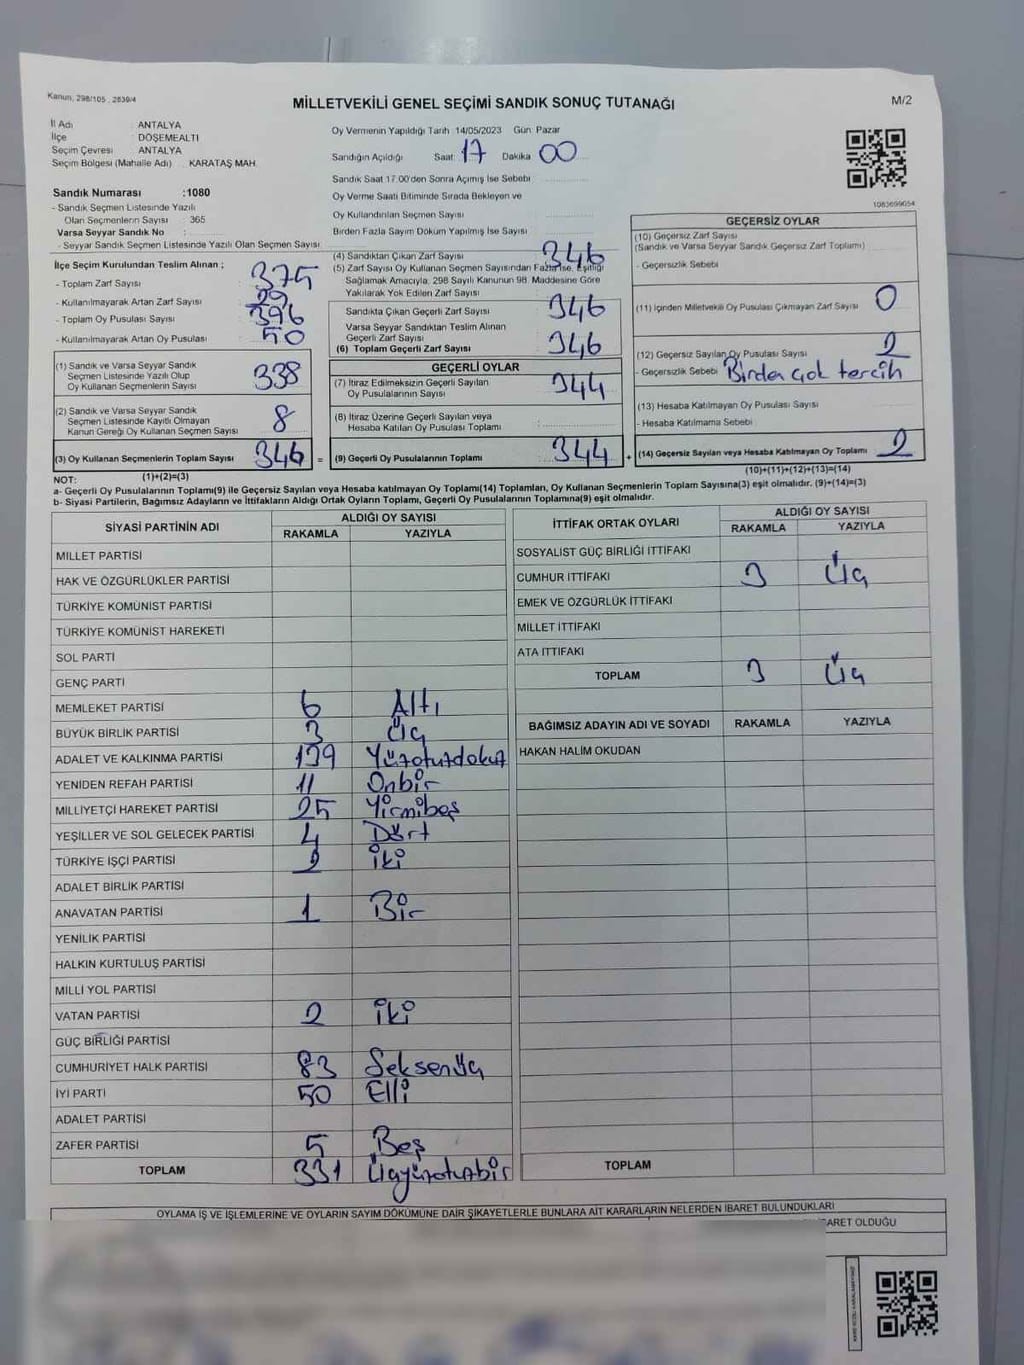 Kanun, 298/105 , 2839/4
MİLLETVEKİLİ GENEL SEÇİMİ SANDIK SONUÇ TUTANAĞI
M/2
İl Adı : ANTALYA
İlçe : DÖŞEMEALTI
Seçim Çevresi : ANTALYA
Seçim Bölgesi (Mahalle Adı) : KARATAŞ MAH.
Sandık Numarası :1080
- Sandık Seçmen Listesinde Yazılı
Olan Seçmenlerin Sayısı : 365
Varsa Seyyar Sandık No :
- Seyyar Sandık Seçmen Listesinde Yazılı Olan Seçmen Sayısı
Oy Vermenin Yapıldığı Tarih 14/05/2023 Gün: Pazar
Sandığın Açıldığı Saat: 17 Dakika 00
Sandık Saat 17.00'den Sonra Açımış İse Sebebi
Oy Verme Saati Bitiminde Sırada Bekleyen ve
Oy Kullandırılan Seçmen Sayısı
Birden Fazla Sayım Döküm Yapılmış İse Sayısı
1083699054
İlçe Seçim Kurulundan Teslim Alınan ;
- Toplam Zarf Sayısı : 375
- Kullanılmayarak Artan Zarf Sayısı : 29
- Toplam Oy Pusulası Sayısı : 396
- Kullanılmayarak Artan Oy Pusulası : 50
(1) Sandık ve Varsa Seyyar Sandık
Seçmen Listesinde Yazılı Olup
Oy Kullanan Seçmenlerin Sayısı 338
(2) Sandık ve Varsa Seyyar Sandık
Seçmen Listesinde Kayıtlı Olmayan
Kanun Gereği Oy Kullanan Seçmen Sayısı 8
(3) Oy Kullanan Seçmenlerin Toplam Sayısı 346 =
(4) Sandıktan Çıkan Zarf Sayısı 346
(5) Zarf Sayısı Oy Kullanan Seçmen Sayısından Fazla İse, Eşitliği
Sağlamak Amacıyla, 298 Sayılı Kanunun 98. Maddesine Göre
Yakılarak Yok Edilen Zarf Sayısı
Sandıkta Çıkan Geçerli Zarf Sayısı 346
Varsa Seyyar Sandıktan Teslim Alınan
Geçerli Zarf Sayısı
(6) Toplam Geçerli Zarf Sayısı 346
GEÇERLİ OYLAR
(7) İtiraz Edilmeksizin Geçerli Sayılan
Oy Pusulalarının Sayısı 344
(8) İtiraz Üzerine Geçerli Sayılan veya
Hesaba Katılan Oy Pusulası Toplamı
(9) Geçerli Oy Pusulalarının Toplamı 344 +
GEÇERSİZ OYLAR
(10) Geçersiz Zarf Sayısı
(Sandık ve Varsa Seyyar Sandık Geçersiz Zarf Toplamı)
- Geçersizlik Sebebi
(11) İçinden Milletvekili Oy Pusulası Çıkmayan Zarf Sayısı 0
(12) Geçersiz Sayılan Oy Pusulası Sayısı 2
- Geçersizlik Sebebi Birden çok tercih
(13) Hesaba Katılmayan Oy Pusulası Sayısı
- Hesaba Katılmama Sebebi
(14) Geçersiz Sayılan veya Hesaba Katılmayan Oy Toplamı 2
NOT: (1)+(2)=(3)
(10)+(11)+(12)+(13)=(14)
a- Geçerli Oy Pusulalarının Toplamı(9) ile Geçersiz Sayılan veya Hesaba katılmayan Oy Toplamı(14) Toplamları, Oy Kullanan Seçmenlerin Toplam Sayısına(3) eşit olmalıdır. (9)+(14)=(3)
b- Siyasi Partilerin, Bağımsız Adayların ve İttifakların Aldığı Ortak Oyların Toplamı, Geçerli Oy Pusulalarının Toplamına(9) eşit olmalıdır.
SİYASİ PARTİNİN ADI ALDIĞI OY SAYISI
RAKAMLA YAZIYLA
MİLLET PARTİSİ
HAK VE ÖZGÜRLÜKLER PARTİSİ
TÜRKİYE KOMÜNİST PARTİSİ
TÜRKİYE KOMÜNİST HAREKETİ
SOL PARTİ
GENÇ PARTİ
MEMLEKET PARTİSİ 6 Altı
BÜYÜK BİRLİK PARTİSİ 3 Üç
ADALET VE KALKINMA PARTİSİ 139 Yüzotuzdokuz
YENİDEN REFAH PARTİSİ 11 Onbir
MİLLİYETÇİ HAREKET PARTİSİ 25 Yirmibeş
YEŞİLLER VE SOL GELECEK PARTİSİ 4 Dört
TÜRKİYE İŞÇİ PARTİSİ 2 İki
ADALET BİRLİK PARTİSİ
ANAVATAN PARTİSİ 1 Bir
YENİLİK PARTİSİ
HALKIN KURTULUŞ PARTİSİ
MİLLİ YOL PARTİSİ
VATAN PARTİSİ 2 İki
GÜÇ BİRLİĞİ PARTİSİ
CUMHURİYET HALK PARTİSİ 83 Seksenüç
İYİ PARTİ 50 Elli
ADALET PARTİSİ
ZAFER PARTİSİ 5 Beş
TOPLAM 331 Üçyüzotuzbir
İTTİFAK ORTAK OYLARI ALDIĞI OY SAYISI
RAKAMLA YAZIYLA
SOSYALİST GÜÇ BİRLİĞİ İTTİFAKI
CUMHUR İTTİFAKI 3 Üç
EMEK VE ÖZGÜRLÜK İTTİFAKI
MİLLET İTTİFAKI
ATA İTTİFAKI
TOPLAM 3 Üç
BAĞIMSIZ ADAYIN ADI VE SOYADI RAKAMLA YAZIYLA
HAKAN HALİM OKUDAN
TOPLAM
OYLAMA İŞ VE İŞLEMLERİNE VE OYLARIN SAYIM DÖKÜMÜNE DAİR ŞİKAYETLERLE BUNLARA AİT KARARLARIN NELERDEN İBARET BULUNDUKLARI
ARET OLDUĞU